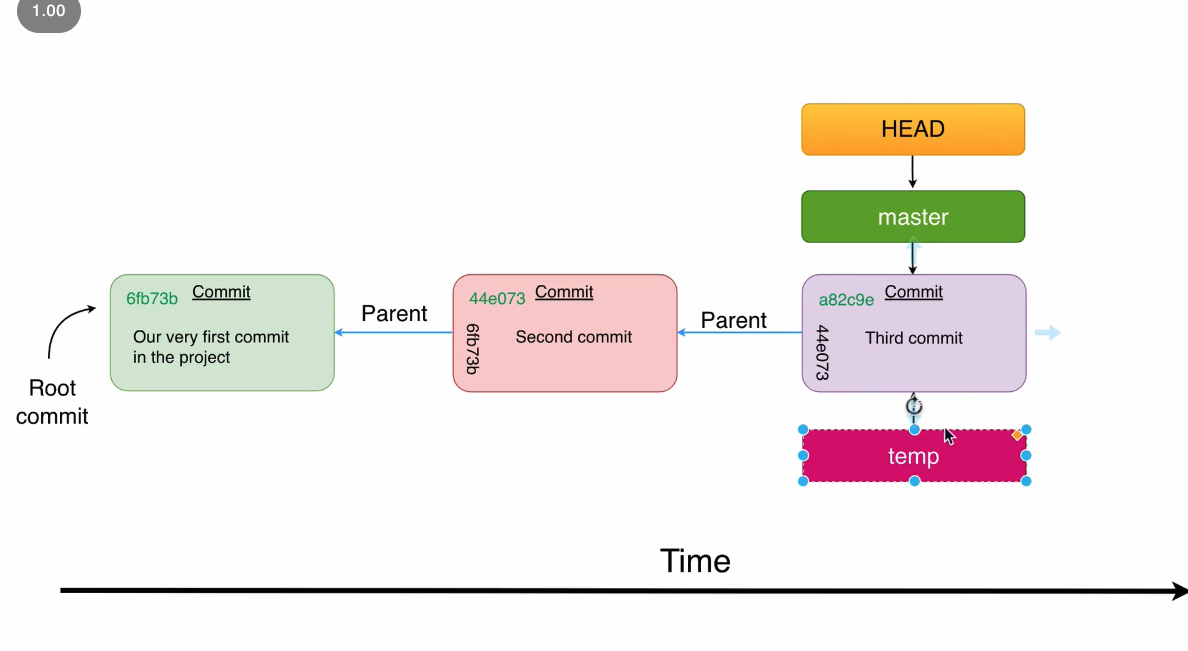 1.00
HEAD
master
6fb73b Commit
Our very first commit
in the project
Parent
44e073 Commit
6fb73b
Second commit
Parent
a82c9e Commit
44e073
Third commit
Root
commit
temp
Time